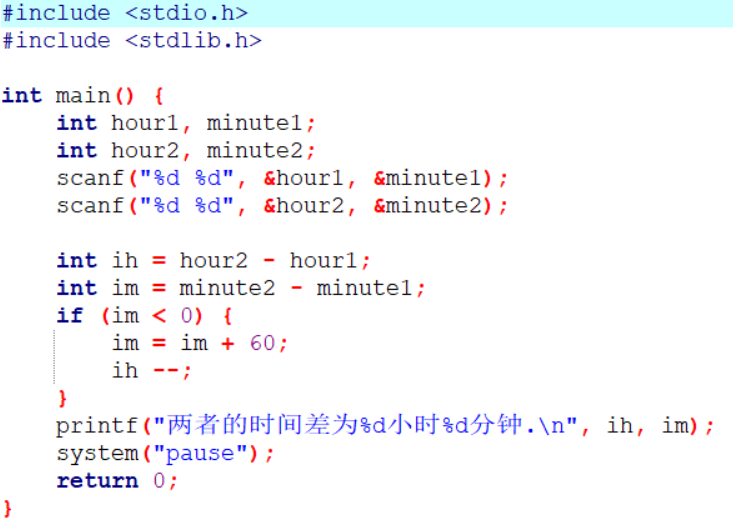 #include <stdio.h>
#include <stdlib.h>
int main() {
int hour1, minute1;
int hour2, minute2;
scanf("%d %d", &hour1, &minute1);
scanf("%d %d", &hour2, &minute2);
int ih = hour2 - hour1;
int im = minute2 - minute1;
if (im < 0) {
im = im + 60;
ih --;
}
printf("两者的时间差为%d小时%d分钟.\n", ih, im);
system("pause");
return 0;
}